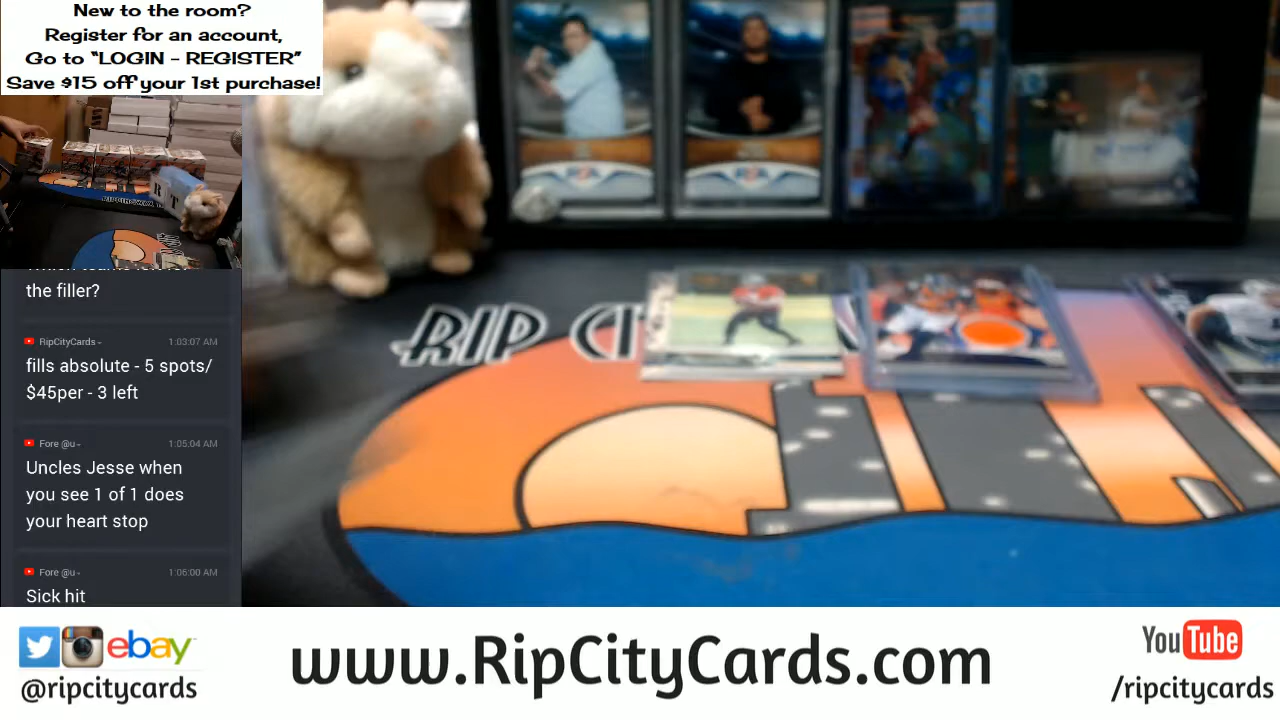 New to the room?
Register for an account,
Go to “LOGIN – REGISTER”
Save $15 off your 1st purchase!
R
T
the filler?
RipCityCards
1:03:07 AM
fills absolute - 5 spots/
$45per - 3 left
Fore @u
1:05:04 AM
Uncles Jesse when
you see 1 of 1 does
your heart stop
Fore @u
1:06:00 AM
Sick hit
RIP CI
ebay
@ripcitycards
www.RipCityCards.com
YouTube
/ripcitycards